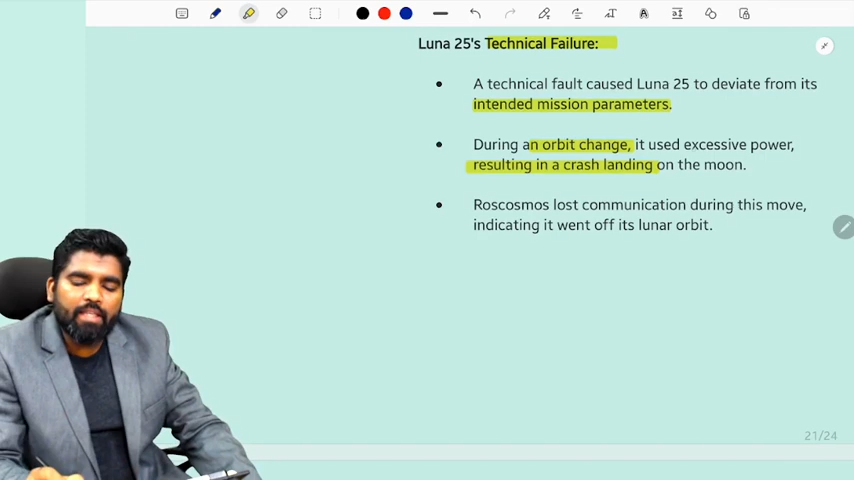 Luna 25's Technical Failure:
• A technical fault caused Luna 25 to deviate from its
intended mission parameters.
• During an orbit change, it used excessive power,
resulting in a crash landing on the moon.
• Roscosmos lost communication during this move,
indicating it went off its lunar orbit.
21/24